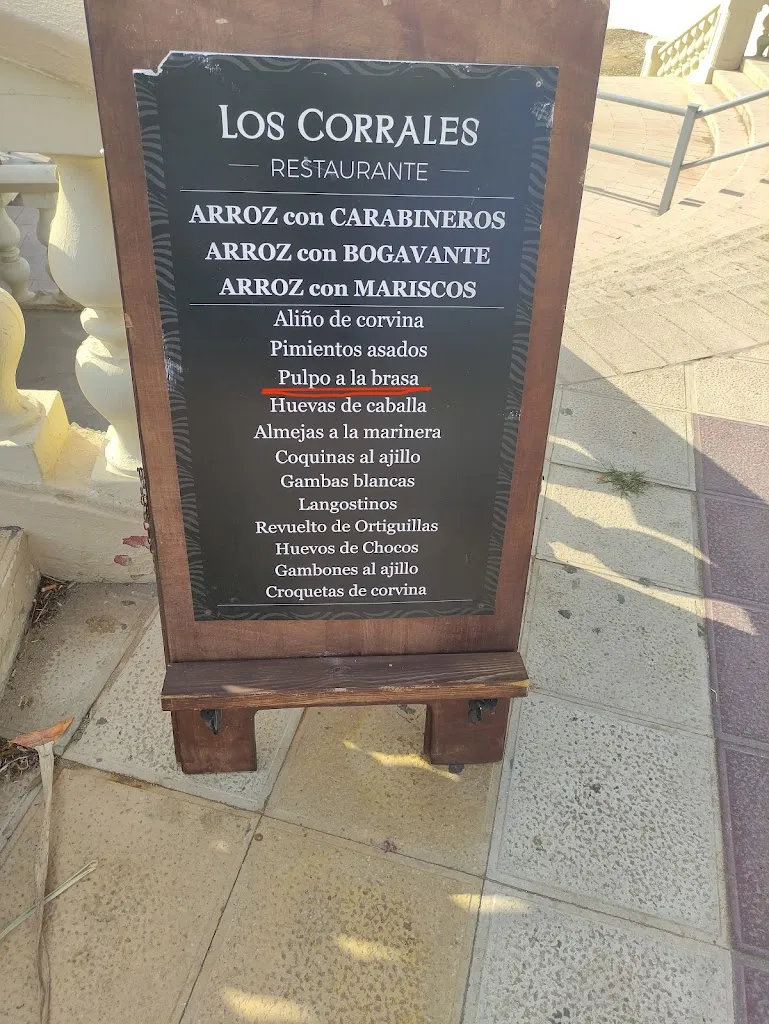 LOS CORRALES
RESTAURANTE
ARROZ con CARABINEROS
ARROZ con BOGAVANTE
ARROZ con MARISCOS
Aliño de corvina
Pimientos asados
Pulpo a la brasa
Huevas de caballa
Almejas a la marinera
Coquinas al ajillo
Gambas blancas
Langostinos
Revuelto de Ortiguillas
Huevos de Chocos
Gambones al ajillo
Croquetas de corvina